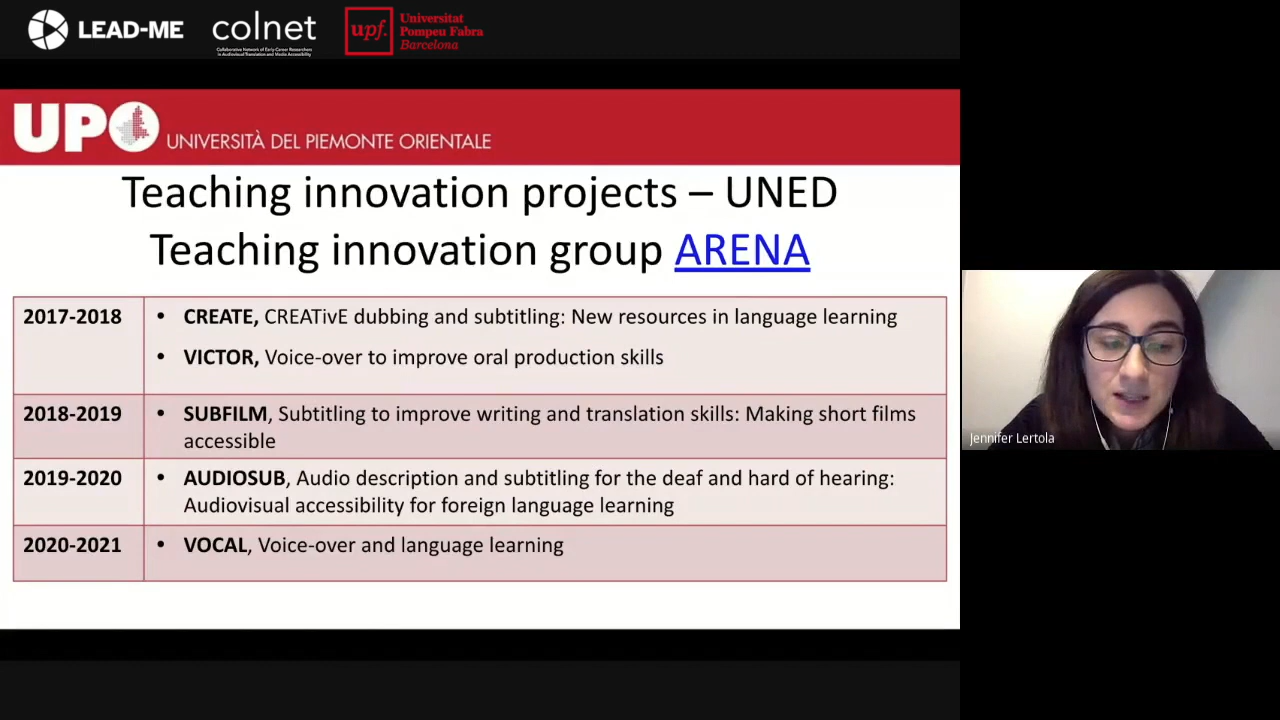 LEAD-ME
colnet
Collaborative Network of Early Career Researchers
in Audiovisual Translation and Media Accessibility
upf.
Universitat
Pompeu Fabra
Barcelona
UPO
UNIVERSITÀ DEL PIEMONTE ORIENTALE
Teaching innovation projects – UNED
Teaching innovation group ARENA
2017-2018
• CREATE, CREATivE dubbing and subtitling: New resources in language learning
• VICTOR, Voice-over to improve oral production skills
2018-2019
• SUBFILM, Subtitling to improve writing and translation skills: Making short films
accessible
2019-2020
• AUDIOSUB, Audio description and subtitling for the deaf and hard of hearing:
Audiovisual accessibility for foreign language learning
2020-2021
• VOCAL, Voice-over and language learning
Jennifer Lertola